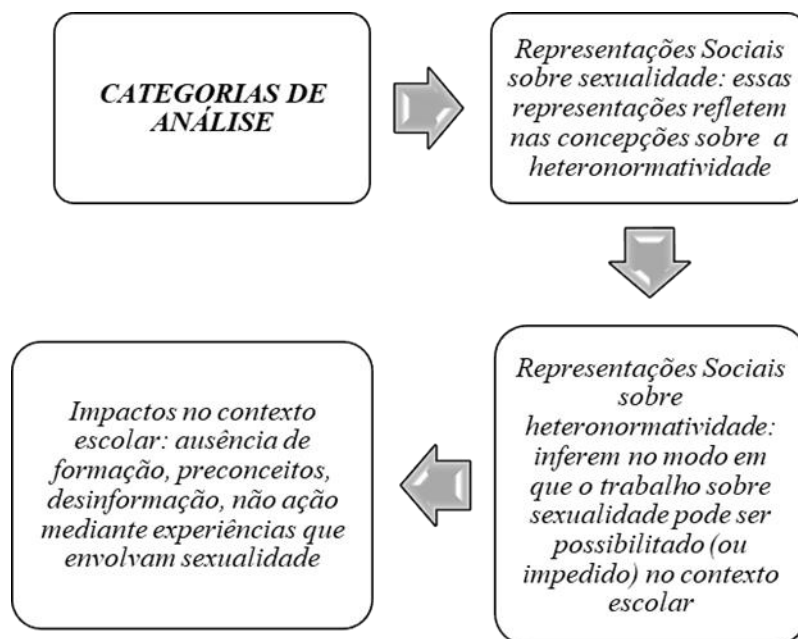 CATEGORIAS DE
ANÁLISE
Representações Sociais
sobre sexualidade: essas
representações refletem
nas concepções sobre a
heteronormatividade
Representações Sociais
sobre
heteronormatividade:
inferem no modo em
que o trabalho sobre
sexualidade pode ser
possibilitado (ou
impedido) no contexto
escolar
Impactos no contexto
escolar: ausência de
formação, preconceitos,
desinformação, não ação
mediante experiências que
envolvam sexualidade